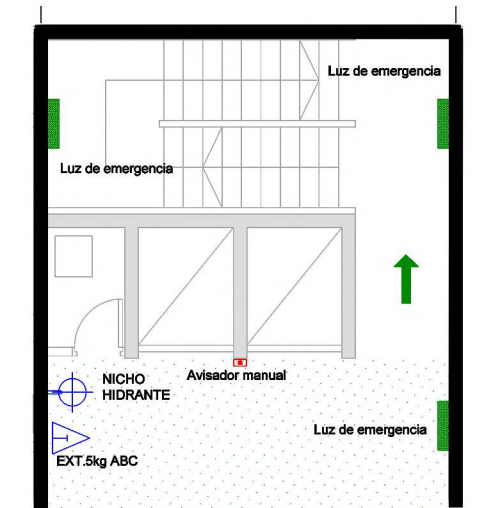 Luz de emergencia
Luz de emergencia
Avisador manual
NICHO
HIDRANTE
Luz de emergencia
EXT.5kg ABC